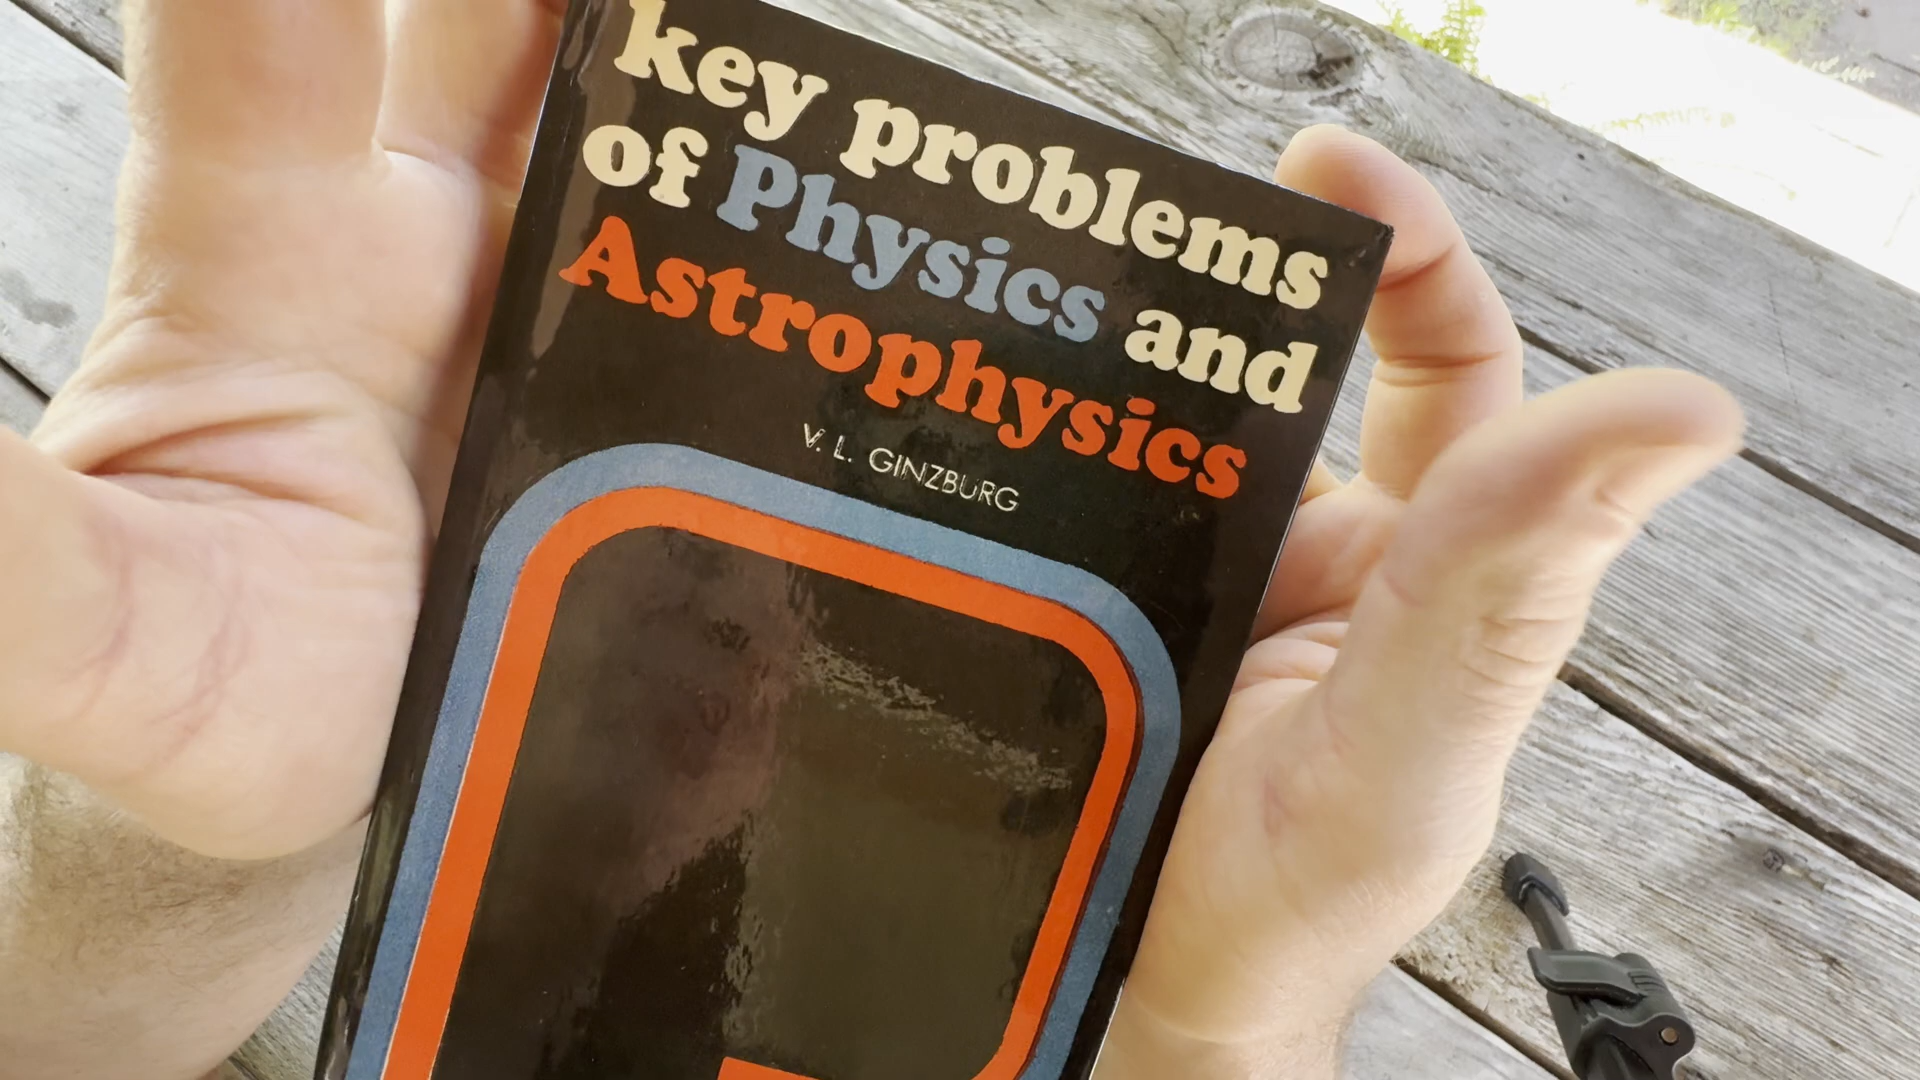 key problems
of Physics and
Astrophysics
V. L. GINZBURG